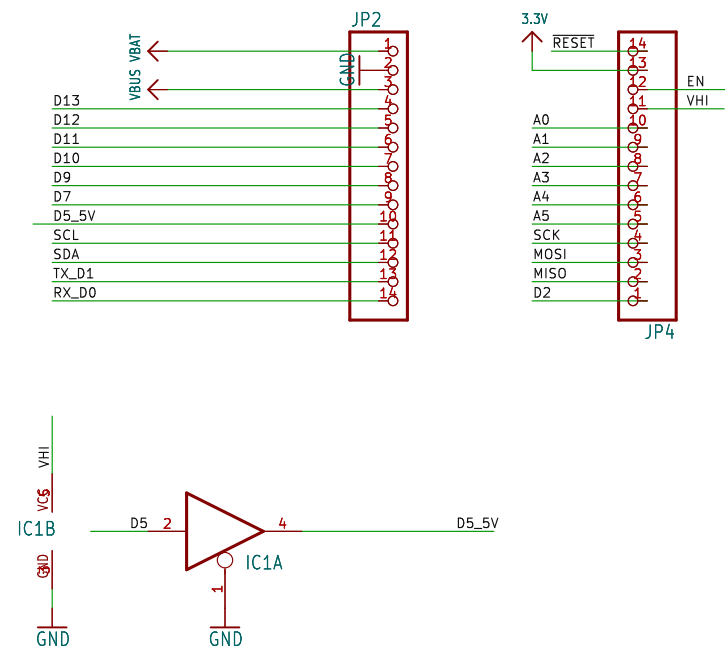 JP2
VBAT
1
GND
2
VBUS
3
D13 4
D12 5
D11 6
D10 7
D9 8
D7 9
D5_5V 10
SCL 11
SDA 12
TX_D1 13
RX_D0 14
3.3V
RESET 14
13
12 EN
11 VHI
A0 10
A1 9
A2 8
A3 7
A4 6
A5 5
SCK 4
MOSI 3
MISO 2
D2 1
JP4
VHI
VCC
5
IC1B
GND
3
GND
D5 2
4 D5_5V
IC1A
1
GND